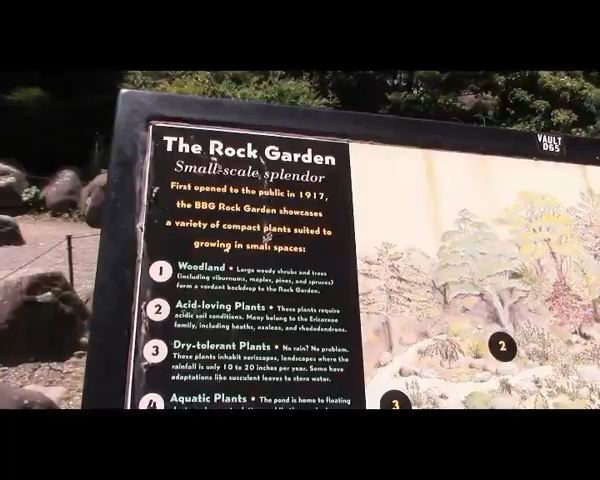 The Rock Garden
Small-scale splendor
First opened to the public in 1917,
the BBG Rock Garden showcases
a variety of compact plants suited to
growing in small spaces:
1 Woodland • Large woody shrubs and trees
(including viburnums, maples, pines, and spruces)
form a verdant backdrop to the Rock Garden.
2 Acid-loving Plants • These plants require
acidic soil conditions. Many belong to the Ericaceae
family, including heaths, azaleas, and rhododendrons.
3 Dry-tolerant Plants • No rain? No problem.
These plants inhabit xeriscapes, landscapes where the
rainfall is only 10 to 20 inches per year. Some have
adaptations like succulent leaves to store water.
4 Aquatic Plants • The pond is home to floating
VAULT
D65
2
3